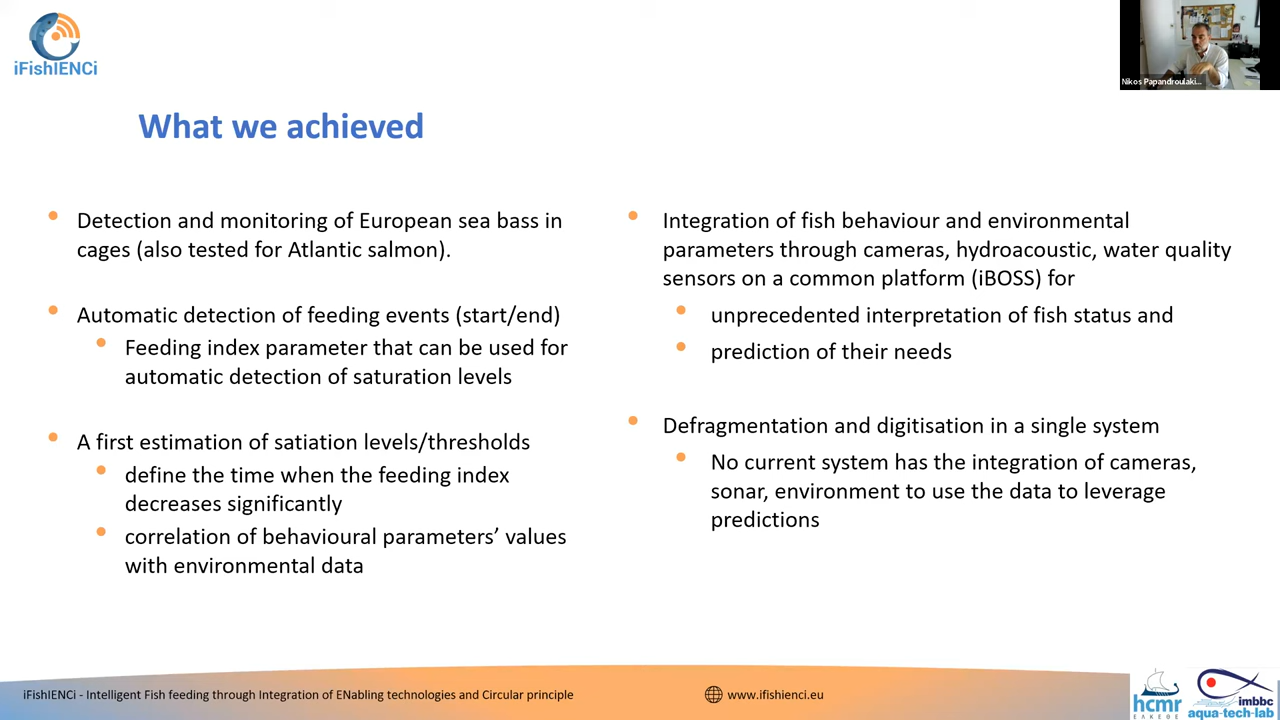 iFishIENCi
Nikos Papandroulaki...
What we achieved
Detection and monitoring of European sea bass in
cages (also tested for Atlantic salmon).
Automatic detection of feeding events (start/end)
Feeding index parameter that can be used for
automatic detection of saturation levels
A first estimation of satiation levels/thresholds
define the time when the feeding index
decreases significantly
correlation of behavioural parameters’ values
with environmental data
Integration of fish behaviour and environmental
parameters through cameras, hydroacoustic, water quality
sensors on a common platform (iBOSS) for
unprecedented interpretation of fish status and
prediction of their needs
Defragmentation and digitisation in a single system
No current system has the integration of cameras,
sonar, environment to use the data to leverage
predictions
iFishIENCi - Intelligent Fish feeding through Integration of ENabling technologies and Circular principle
www.ifishienci.eu
hcmr
ΕΛΚΕΘΕ
imbbc
aqua-tech-lab